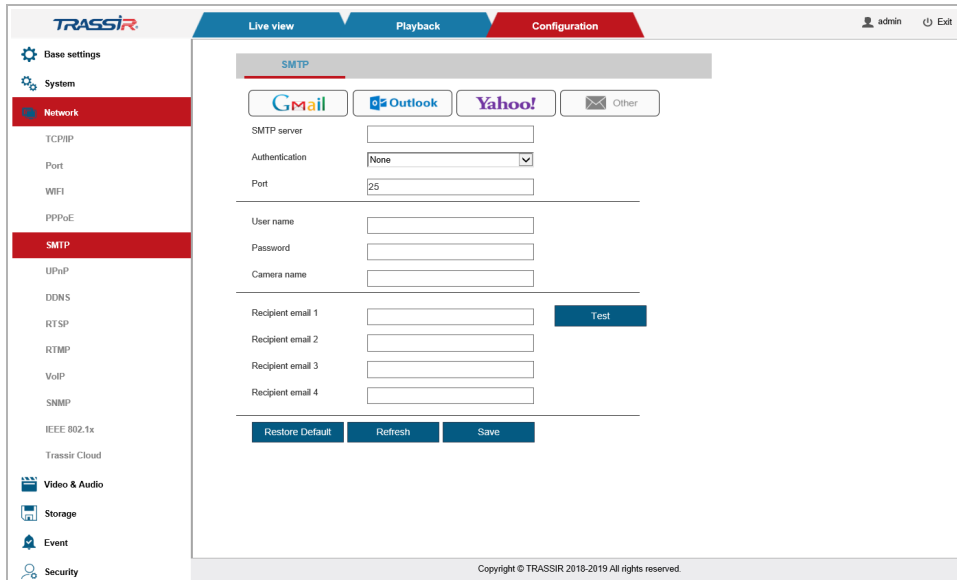 TRASSIR
Live view
Playback
Configuration
admin
Exit
Base settings
System
Network
TCP/IP
Port
WIFI
PPPoE
SMTP
UPnP
DDNS
RTSP
RTMP
VoIP
SNMP
IEEE 802.1x
Trassir Cloud
Video & Audio
Storage
Event
Security
SMTP
GMail
Outlook
Yahoo!
Other
SMTP server
Authentication
None
Port
25
User name
Password
Camera name
Recipient email 1
Test
Recipient email 2
Recipient email 3
Recipient email 4
Restore Default
Refresh
Save
Copyright © TRASSIR 2018-2019 All rights reserved.